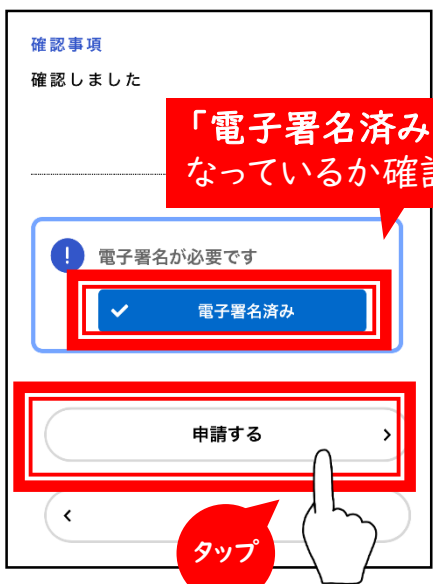 確認事項
確認しました
「電子署名済み
なっているか確認
電子署名が必要です
電子署名済み
申請する
タップ